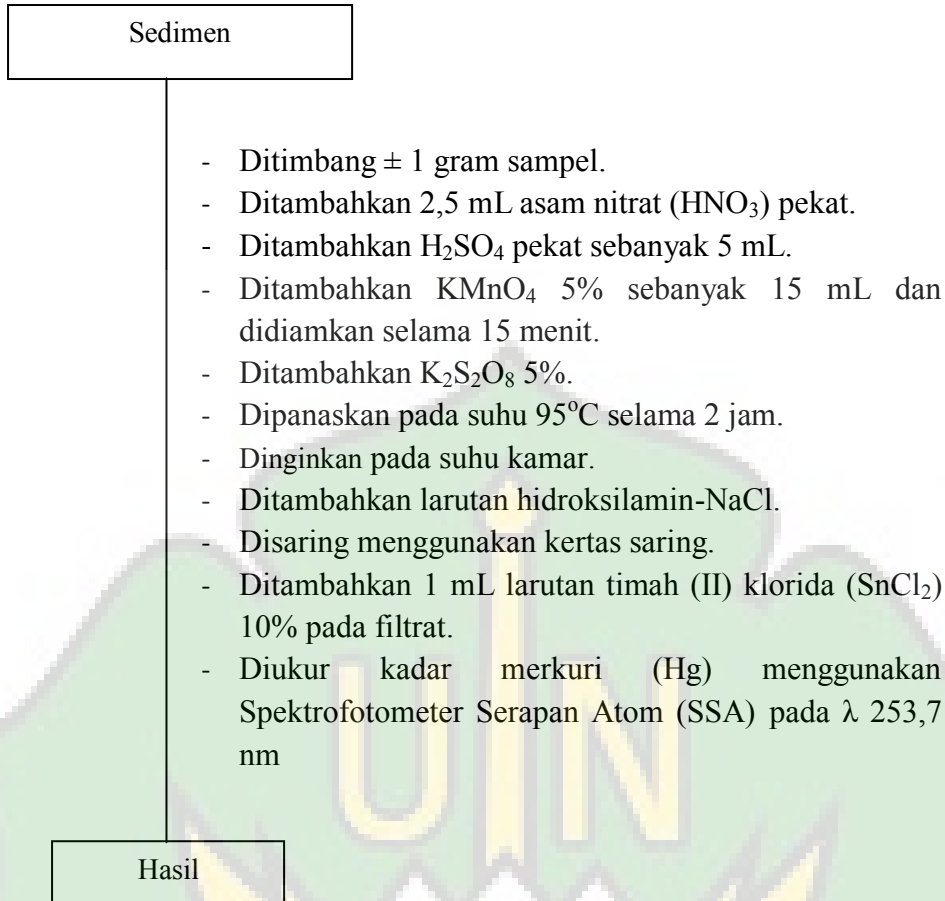 Sedimen
- Ditimbang ± 1 gram sampel.
- Ditambahkan 2,5 mL asam nitrat (HNO₃) pekat.
- Ditambahkan H₂SO₄ pekat sebanyak 5 mL.
- Ditambahkan KMnO₄ 5% sebanyak 15 mL dan
didiamkan selama 15 menit.
- Ditambahkan K₂S₂O₈ 5%.
- Dipanaskan pada suhu 95°C selama 2 jam.
- Dinginkan pada suhu kamar.
- Ditambahkan larutan hidroksilamin-NaCl.
- Disaring menggunakan kertas saring.
- Ditambahkan 1 mL larutan timah (II) klorida (SnCl₂)
10% pada filtrat.
- Diukur kadar merkuri (Hg) menggunakan
Spektrofotometer Serapan Atom (SSA) pada λ 253,7
nm
UIN
Hasil